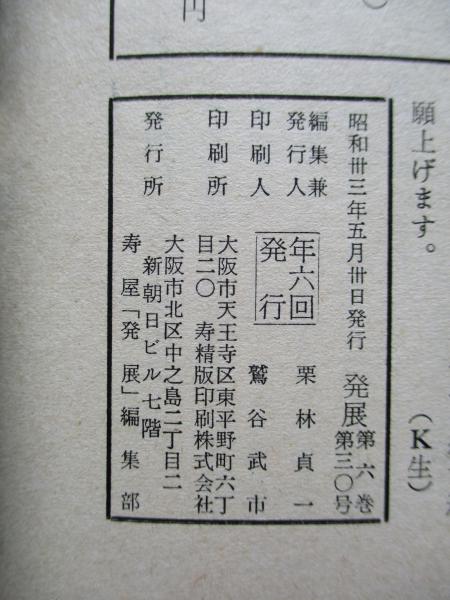 願上げます。
（K生）
昭和卅三年五月卅日発行 発展 第六巻 第三〇号
編集兼発行人 栗林貞一
年六回発行
印刷人 鷲谷武市
印刷所 大阪市天王寺区東平野町六丁
目二〇 寿精版印刷株式会社
発行所 大阪市北区中之島二丁目二
新朝日ビル七階
寿屋「発展」編集部
円